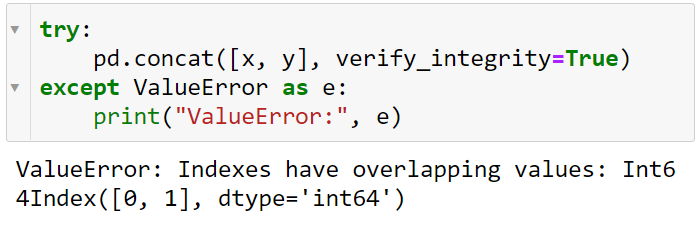 try:
    pd.concat([x, y], verify_integrity=True)
except ValueError as e:
    print("ValueError:", e)
ValueError: Indexes have overlapping values: Int6
4Index([0, 1], dtype='int64')